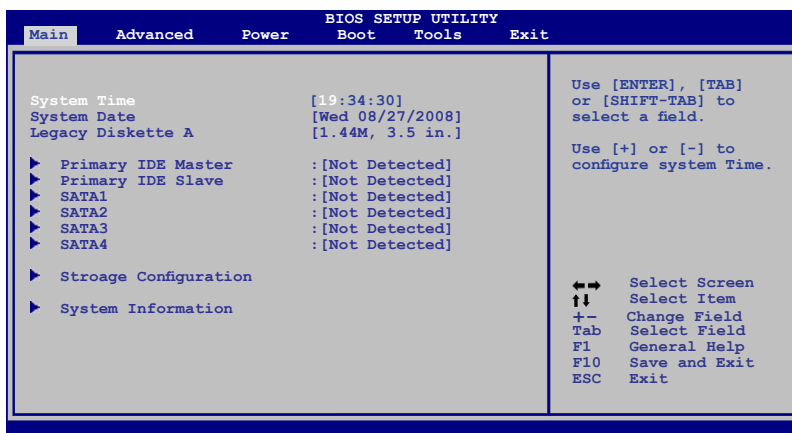 BIOS SETUP UTILITY
Main Advanced Power Boot Tools Exit
System Time [19:34:30]
System Date [Wed 08/27/2008]
Legacy Diskette A [1.44M, 3.5 in.]
Primary IDE Master :[Not Detected]
Primary IDE Slave :[Not Detected]
SATA1 :[Not Detected]
SATA2 :[Not Detected]
SATA3 :[Not Detected]
SATA4 :[Not Detected]
Stroage Configuration
System Information
Use [ENTER], [TAB]
or [SHIFT-TAB] to
select a field.
Use [+] or [-] to
configure system Time.
←→ Select Screen
↑↓ Select Item
+- Change Field
Tab Select Field
F1 General Help
F10 Save and Exit
ESC Exit